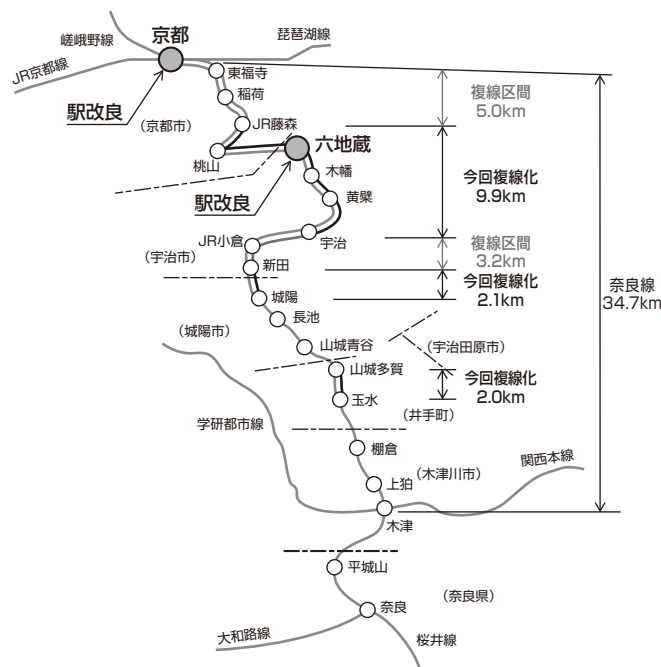 嵯峨野線
京都
琵琶湖線
JR京都線
東福寺
稲荷
複線区間
5.0km
駅改良
（京都市）
JR藤森
六地蔵
桃山
木幡
今回複線化
9.9km
駅改良
黄檗
宇治
JR小倉
複線区間
3.2km
（宇治市）
新田
今回複線化
2.1km
奈良線
34.7km
城陽
長池
（城陽市）
山城青谷
（宇治田原市）
山城多賀
今回複線化
2.0km
玉水
（井手町）
学研都市線
棚倉
関西本線
上狛
（木津川市）
木津
平城山
（奈良県）
奈良
大和路線
桜井線